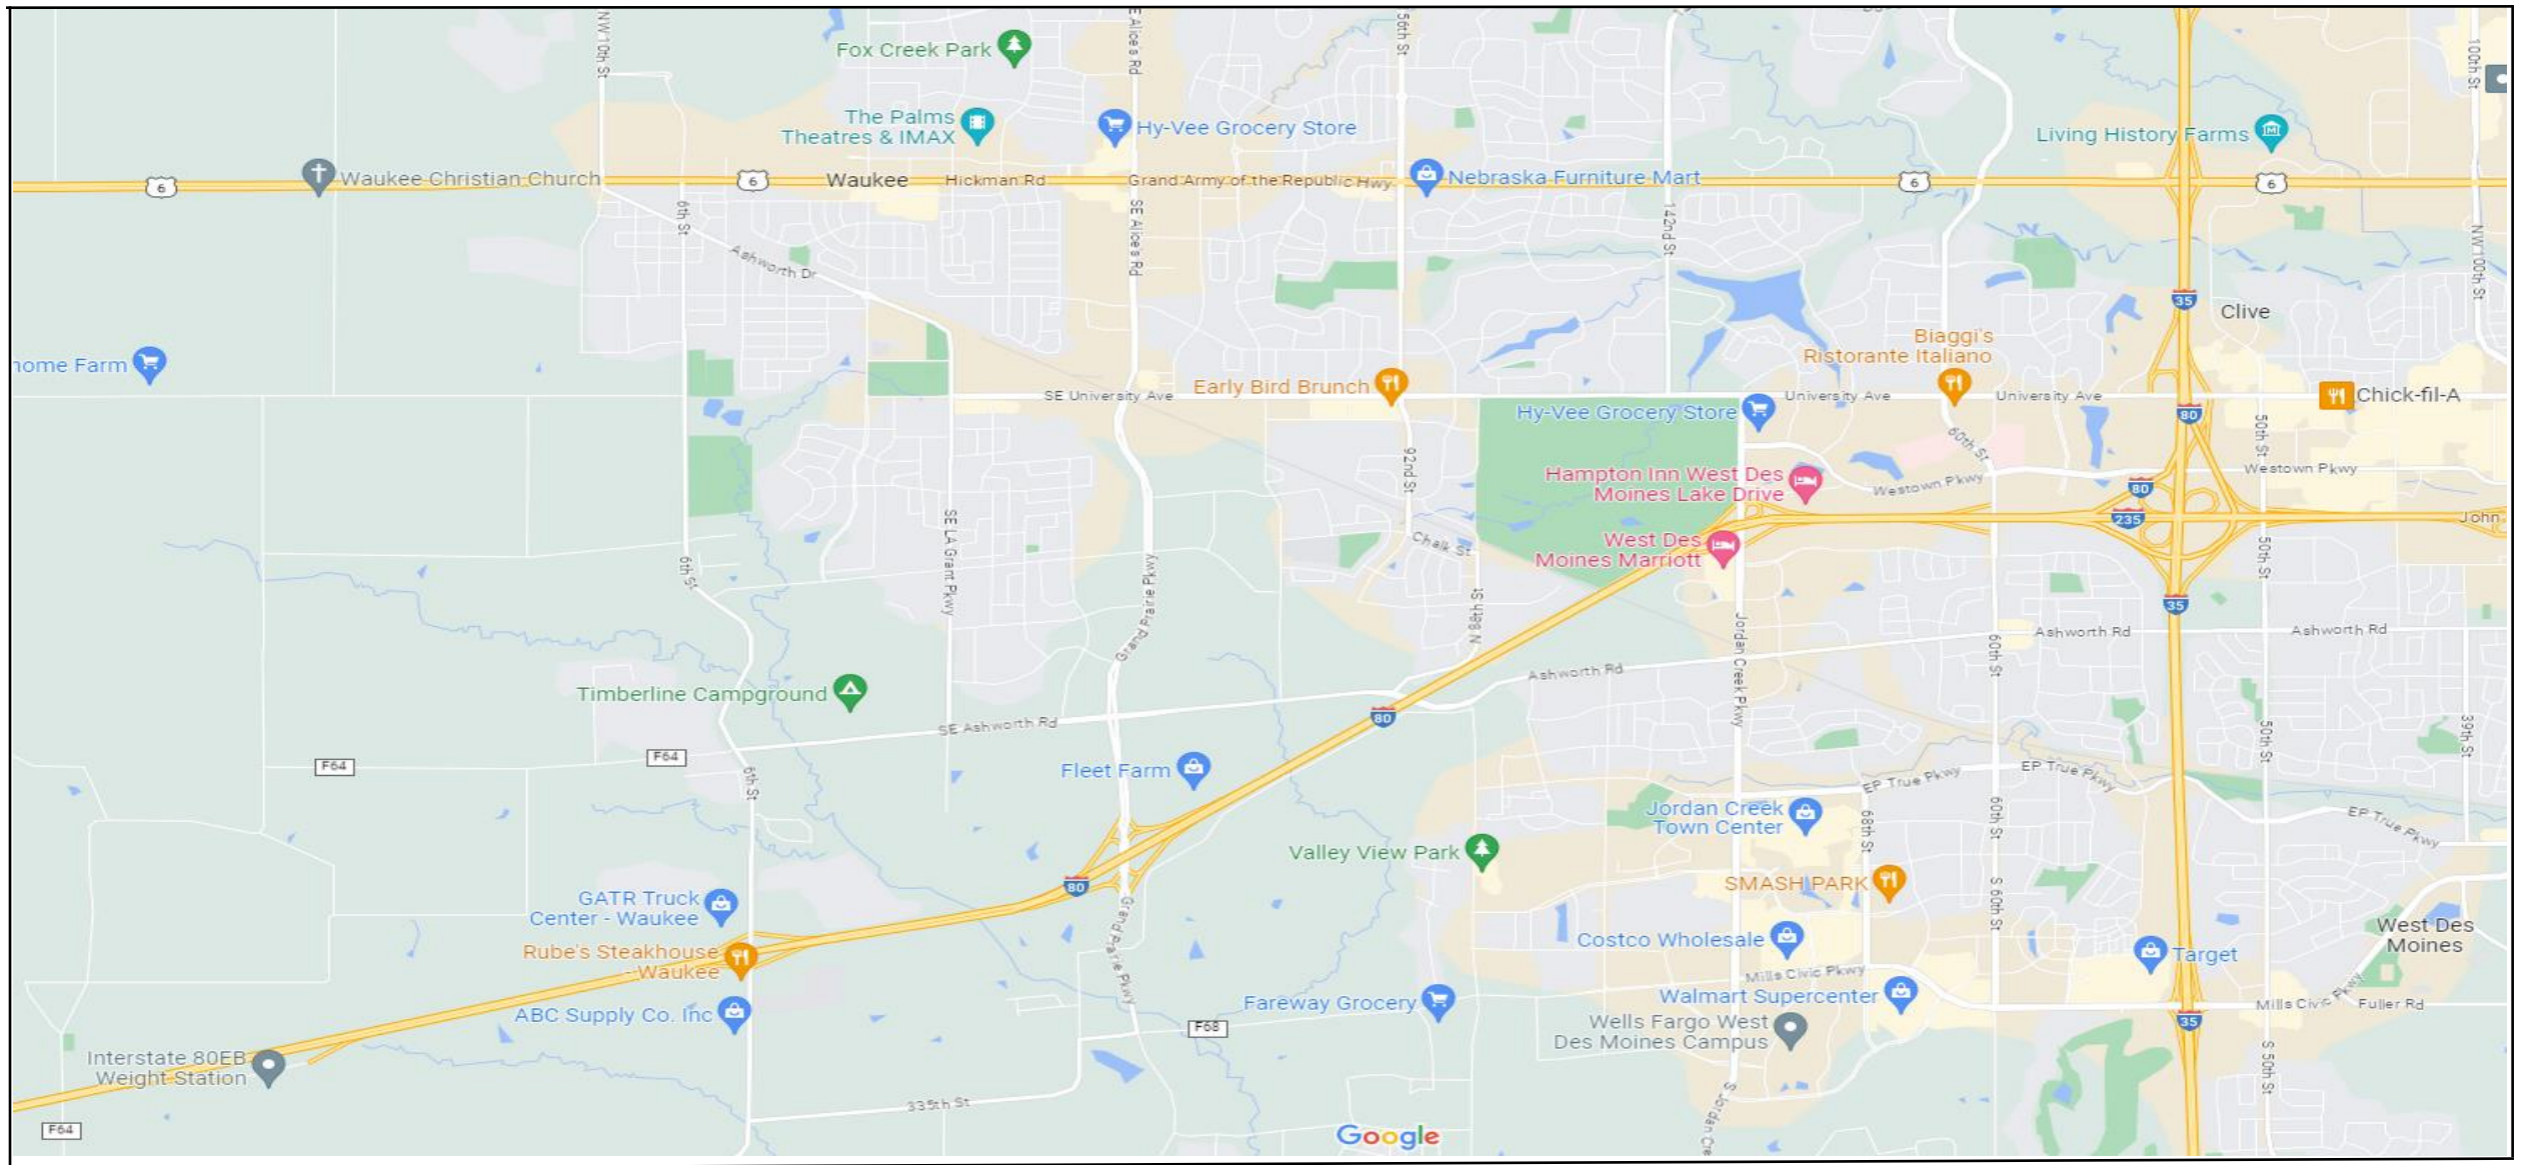 NW 10th St
E Alice's Rd
56th St
100th St
Fox Creek Park
The Palms
Theatres & IMAX
Hy-Vee Grocery Store
Living History Farms
6
Waukee Christian Church
6
Waukee
Hickman Rd
Grand Army of the Republic Hwy
Nebraska Furniture Mart
6
6
6th St
SE Alice's Rd
142nd St
NW 100th St
Ashworth Dr
35
Clive
Biaggi's
Ristorante Italiano
home Farm
Early Bird Brunch
SE University Ave
Hy-Vee Grocery Store
University Ave
University Ave
Chick-fil-A
80
50th St
60th St
92nd St
Hampton Inn West Des
Moines Lake Drive
Westown Pkwy
Westown Pkwy
80
235
John
SE LA Grant Pkwy
Chalk St
West Des
Moines Marriott
50th St
6th St
Grand Prairie Pkwy
N 88th St
35
Jordan Creek Pkwy
60th St
Ashworth Rd
Ashworth Rd
Ashworth Rd
Timberline Campground
SE Ashworth Rd
80
50th St
39th St
F64
F64
6th St
Fleet Farm
EP True Pkwy
EP True Pkwy
EP True Pkwy
Jordan Creek
Town Center
68th St
60th St
Valley View Park
80
SMASH PARK
S 60th St
GATR Truck
Center - Waukee
Grand Prairie Pkwy
West Des
Moines
Rube's Steakhouse
- Waukee
Costco Wholesale
Target
Mills Civic Pkwy
Walmart Supercenter
Mills Civic Pkwy
Fuller Rd
ABC Supply Co. Inc
Fareway Grocery
F68
Wells Fargo West
Des Moines Campus
35
Interstate 80EB
Weight Station
S 50th St
335th St
S Jordan Cre
F64
Google